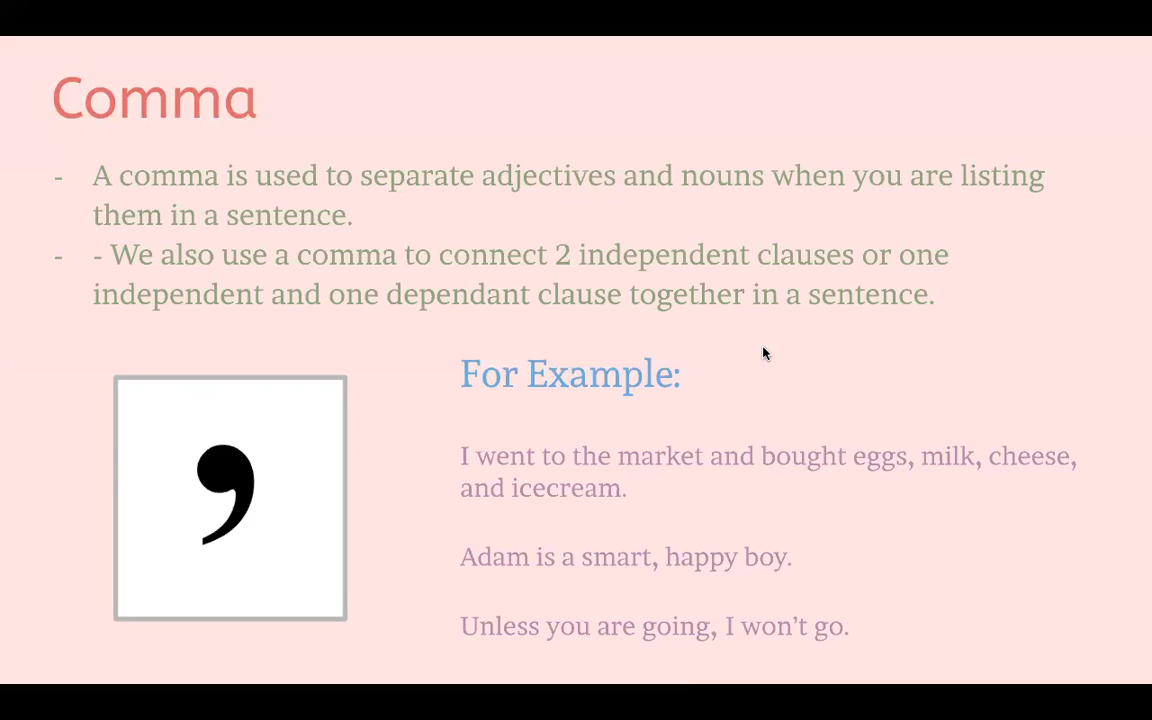 Comma
- A comma is used to separate adjectives and nouns when you are listing
them in a sentence.
- - We also use a comma to connect 2 independent clauses or one
independent and one dependant clause together in a sentence.
For Example:
,
I went to the market and bought eggs, milk, cheese,
and icecream.
Adam is a smart, happy boy.
Unless you are going, I won’t go.